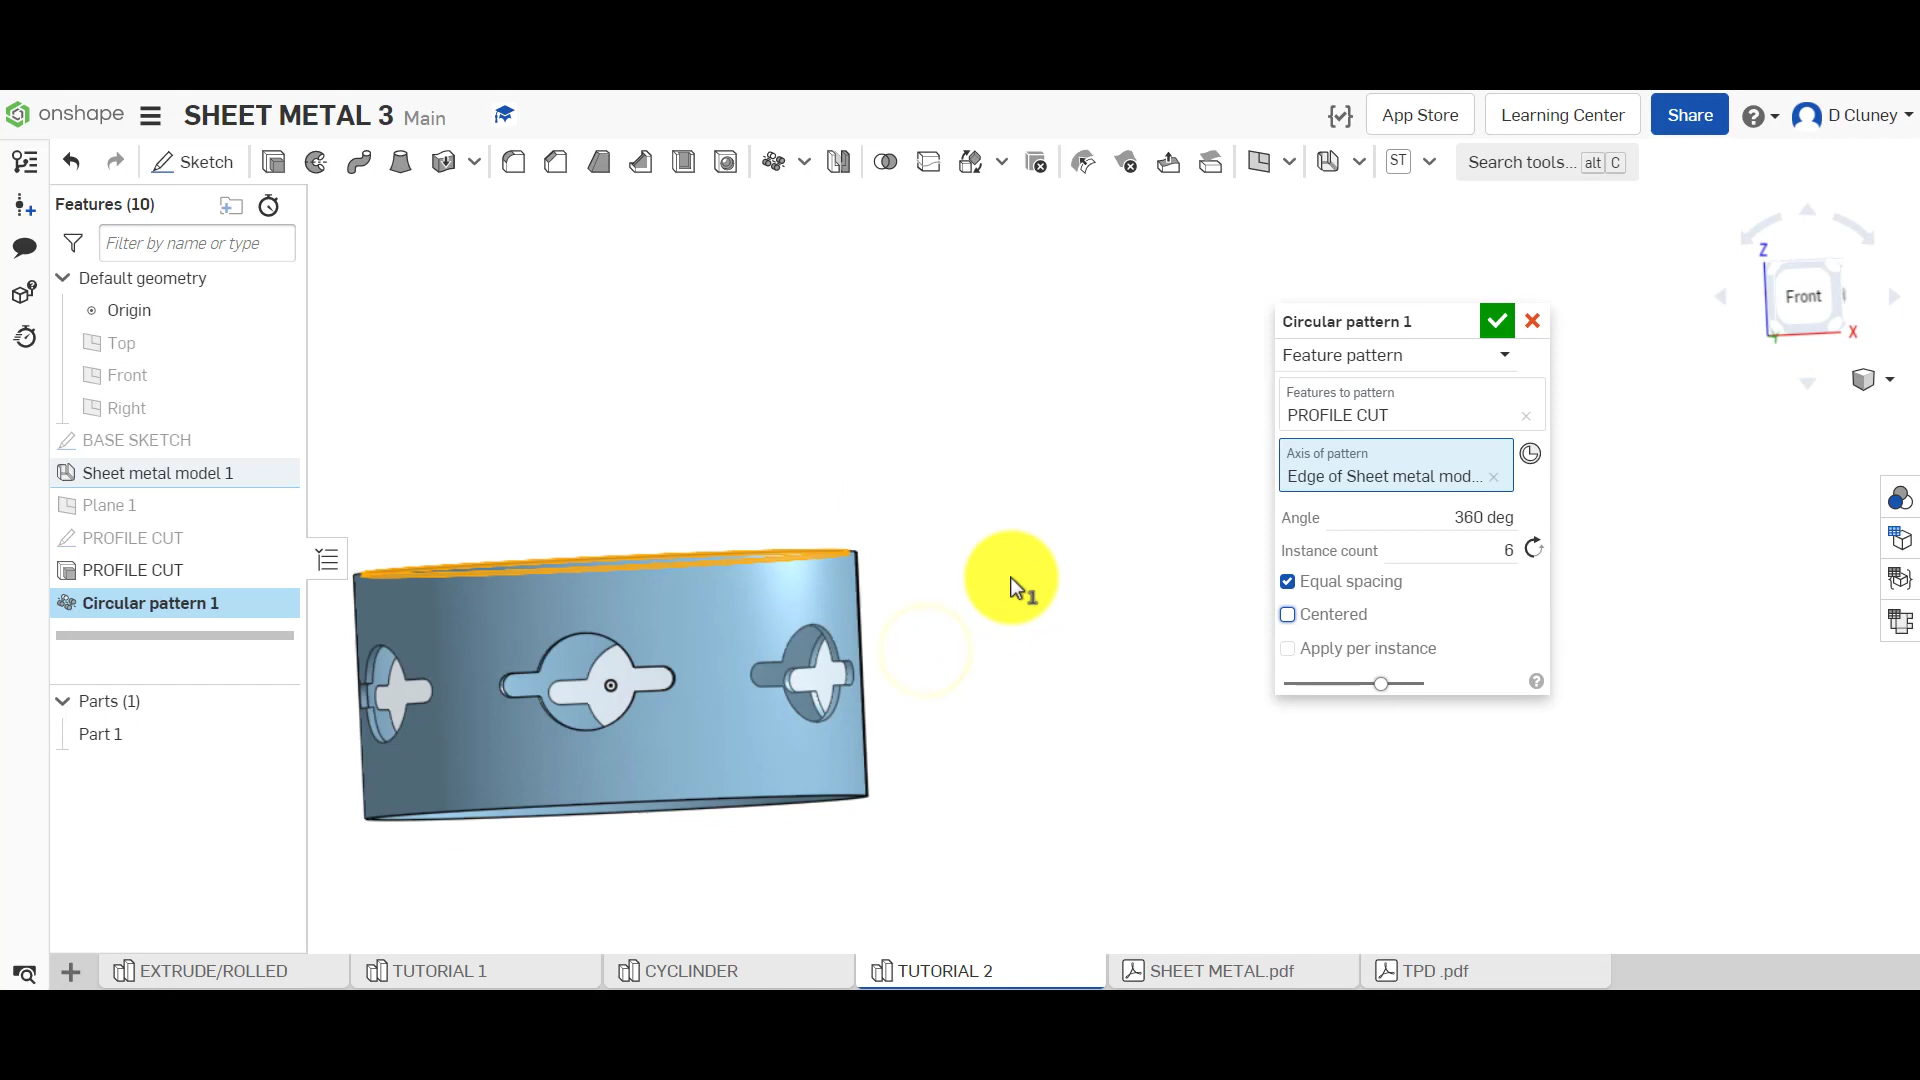 onshape SHEET METAL 3 Main App Store Learning Center Share D Cluney
Sketch ST Search tools... alt C
Features (10)
Filter by name or type
Default geometry
Origin
Top
Front
Right
BASE SKETCH
Sheet metal model 1
Plane 1
PROFILE CUT
PROFILE CUT
Circular pattern 1
Parts (1)
Part 1
Z
Front
X
Y
Circular pattern 1
Feature pattern
Features to pattern
PROFILE CUT
Axis of pattern
Edge of Sheet metal mod...
Angle 360 deg
Instance count 6
Equal spacing
Centered
Apply per instance
1
EXTRUDE/ROLLED TUTORIAL 1 CYCLINDER TUTORIAL 2 SHEET METAL.pdf TPD .pdf